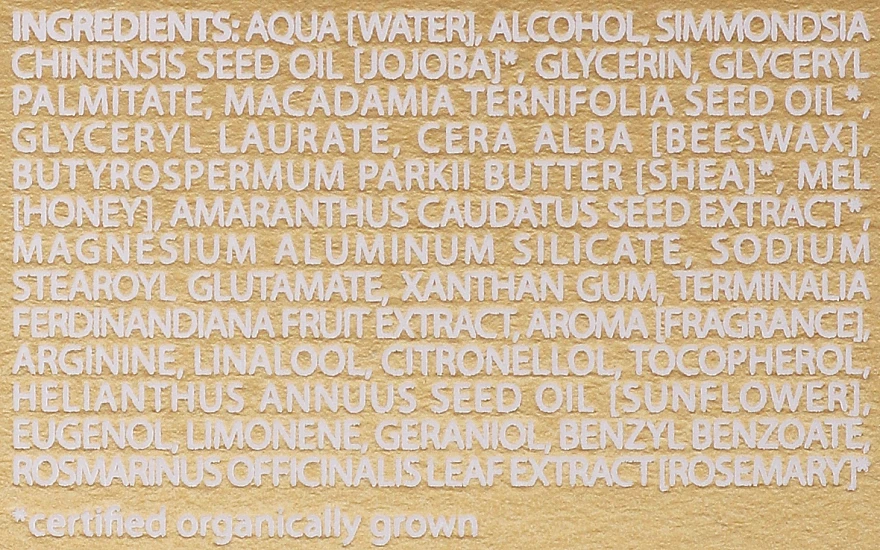 INGREDIENTS: AQUA [WATER], ALCOHOL, SIMMONDSIA
CHINENSIS SEED OIL [JOJOBA]*, GLYCERIN, GLYCERYL
PALMITATE, MACADAMIA TERNIFOLIA SEED OIL*,
GLYCERYL LAURATE, CERA ALBA [BEESWAX],
BUTYROSPERMUM PARKII BUTTER [SHEA]*, MEL
[HONEY], AMARANTHUS CAUDATUS SEED EXTRACT*,
MAGNESIUM ALUMINUM SILICATE, SODIUM
STEAROYL GLUTAMATE, XANTHAN GUM, TERMINALIA
FERDINANDIANA FRUIT EXTRACT, AROMA [FRAGRANCE],
ARGININE, LINALOOL, CITRONELLOL, TOCOPHEROL,
HELIANTHUS ANNUUS SEED OIL [SUNFLOWER],
EUGENOL, LIMONENE, GERANIOL, BENZYL BENZOATE,
ROSMARINUS OFFICINALIS LEAF EXTRACT [ROSEMARY]*
*certified organically grown